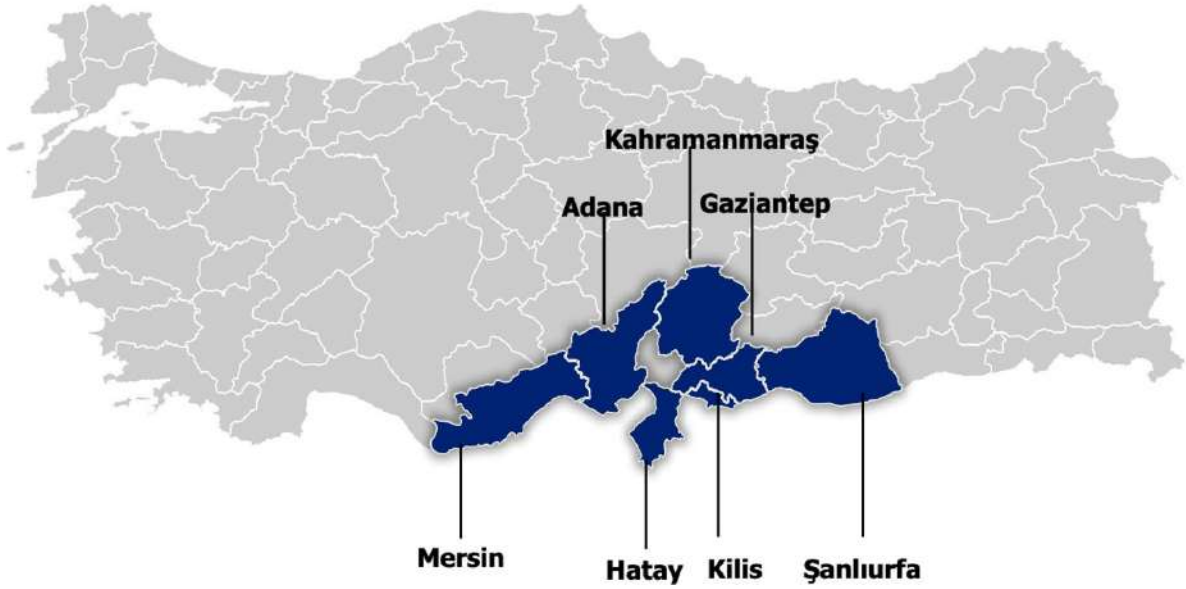 Kahramanmaraş
Adana
Gaziantep
Mersin
Hatay
Kilis
Şanlıurfa